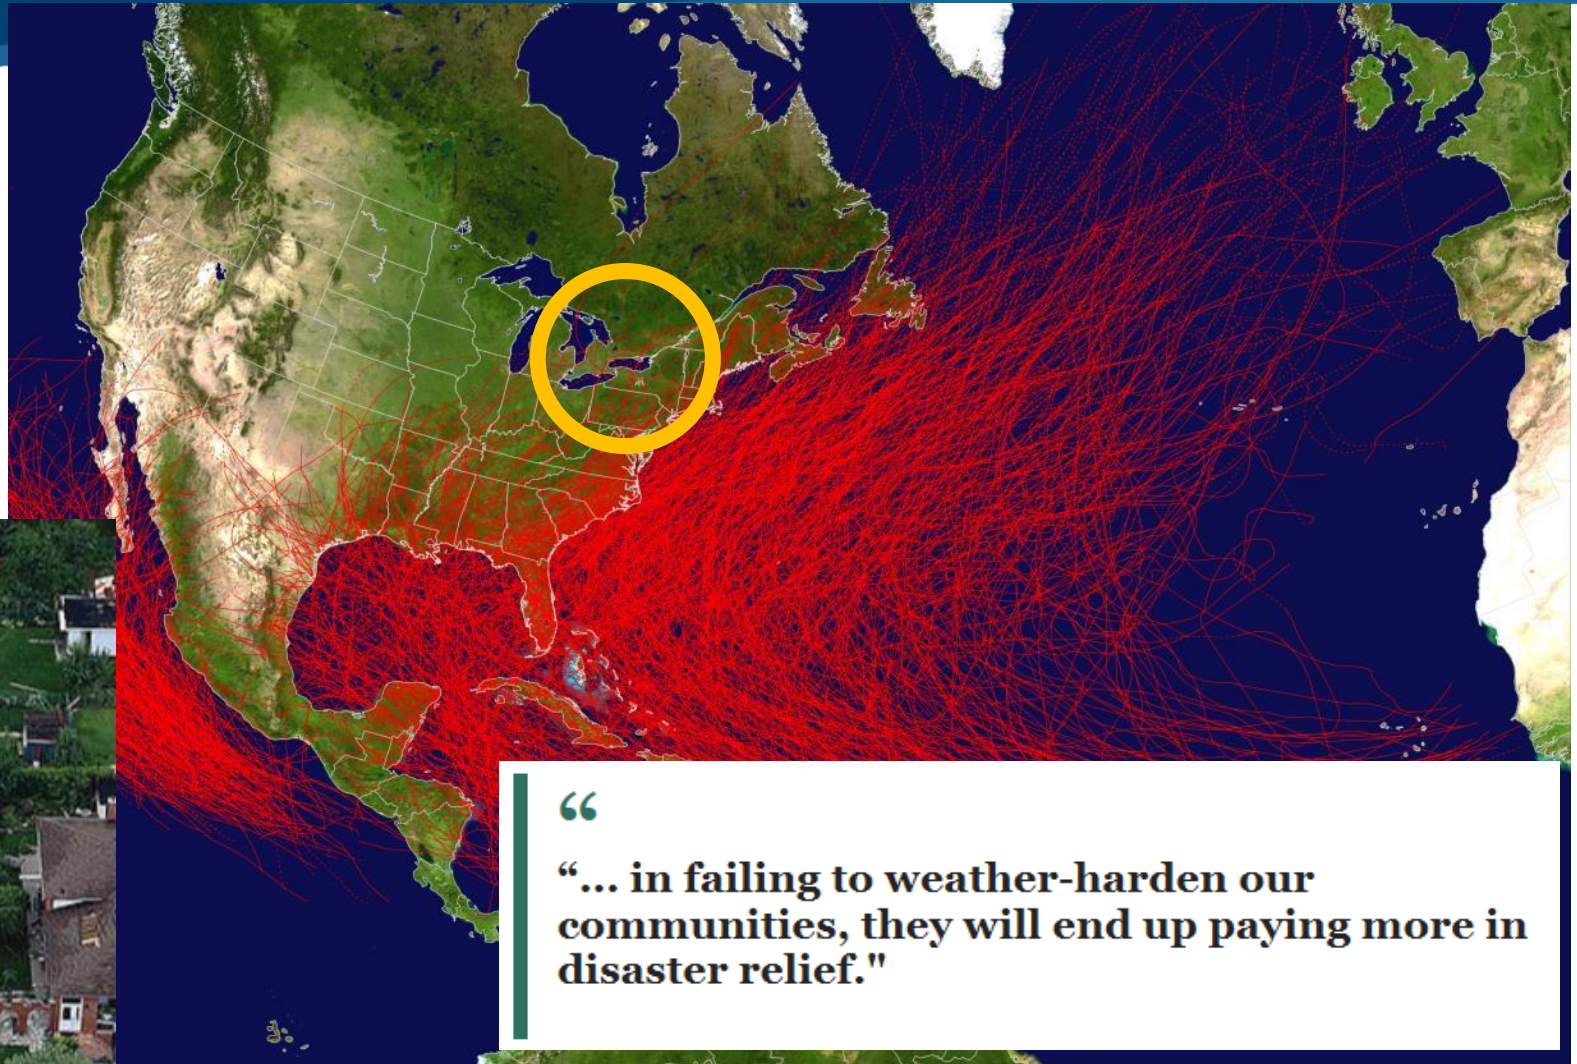 “
“... in failing to weather-harden our
communities, they will end up paying more in
disaster relief."